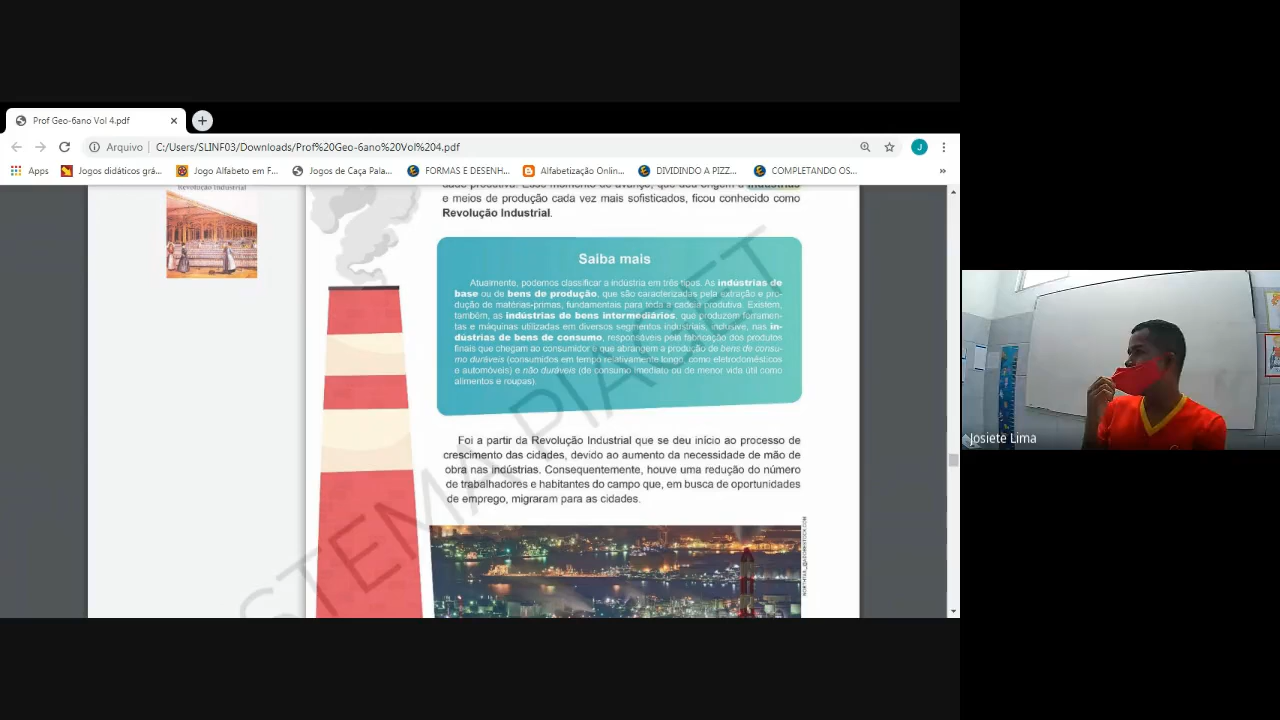 Prof Geo-6ano Vol 4.pdf
Arquivo
C:/Users/SLINF03/Downloads/Prof%20Geo-6ano%20Vol%204.pdf
J
Apps
Jogos didáticos grá...
Jogo Alfabeto em F...
Jogos de Caça Pala...
FORMAS E DESENH...
Alfabetização Onlin...
DIVIDINDO A PIZZ...
COMPLETANDO OS...
»
Revolução Industrial
e meios de produção cada vez mais sofisticados, ficou conhecido como
Revolução Industrial.
Saiba mais
Atualmente, podemos classificar a indústria em três tipos. As indústrias de
base ou de bens de produção, que são caracterizadas pela extração e pro-
dução de matérias-primas, fundamentais para toda a cadeia produtiva. Existem,
também, as indústrias de bens intermediários, que produzem ferramen-
tas e máquinas utilizadas em diversos segmentos industriais, inclusive, nas in-
dústrias de bens de consumo, responsáveis pela fabricação dos produtos
finais que chegam ao consumidor e que abrangem a produção de bens de consu-
mo duráveis (consumidos em tempo relativamente longo, como eletrodomésticos
e automóveis) e não duráveis (de consumo imediato ou de menor vida útil como
alimentos e roupas).
Foi a partir da Revolução Industrial que se deu início ao processo de
crescimento das cidades, devido ao aumento da necessidade de mão de
obra nas indústrias. Consequentemente, houve uma redução do número
de trabalhadores e habitantes do campo que, em busca de oportunidades
de emprego, migraram para as cidades.
STEMA PIAGET
Josiete Lima